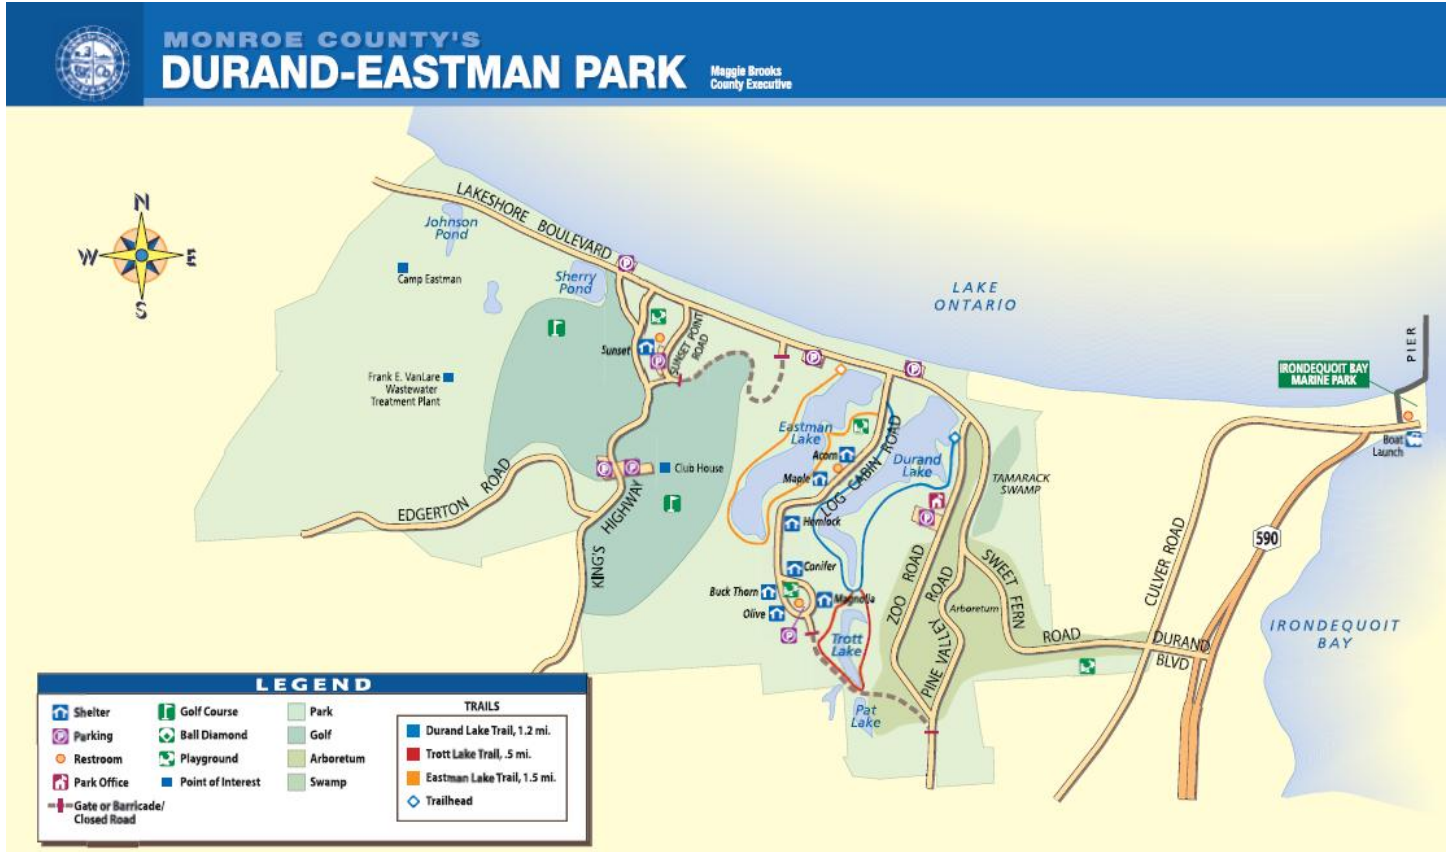 MONROE COUNTY'S
DURAND-EASTMAN PARK
Maggie Brooks
County Executive
N
W
E
S
LAKESHORE BOULEVARD
Johnson
Pond
Camp Eastman
Sherry
Pond
LAKE
ONTARIO
PIER
IRONDEQUOIT BAY
MARINE PARK
Sunset
SUNSET POINT
ROAD
Frank E. VanLare
Wastewater
Treatment Plant
Eastman
Lake
Acorn
Maple
LOG CABIN ROAD
Durand
Lake
Boat
Launch
Club House
TAMARACK
SWAMP
EDGERTON ROAD
KING'S HIGHWAY
Hemlock
590
CULVER ROAD
Conifer
ZOO ROAD
SWEET FERN
ROAD
Buck Thorn
Magnolia
Olive
Arboretum
PINE VALLEY ROAD
Trott
Lake
DURAND
BLVD
IRONDEQUOIT
BAY
Pat
Lake
LEGEND
Shelter
Parking
Restroom
Park Office
Gate or Barricade/
Closed Road
Golf Course
Ball Diamond
Playground
Point of Interest
Park
Golf
Arboretum
Swamp
TRAILS
Durand Lake Trail, 1.2 mi.
Trott Lake Trail, .5 mi.
Eastman Lake Trail, 1.5 mi.
Trailhead